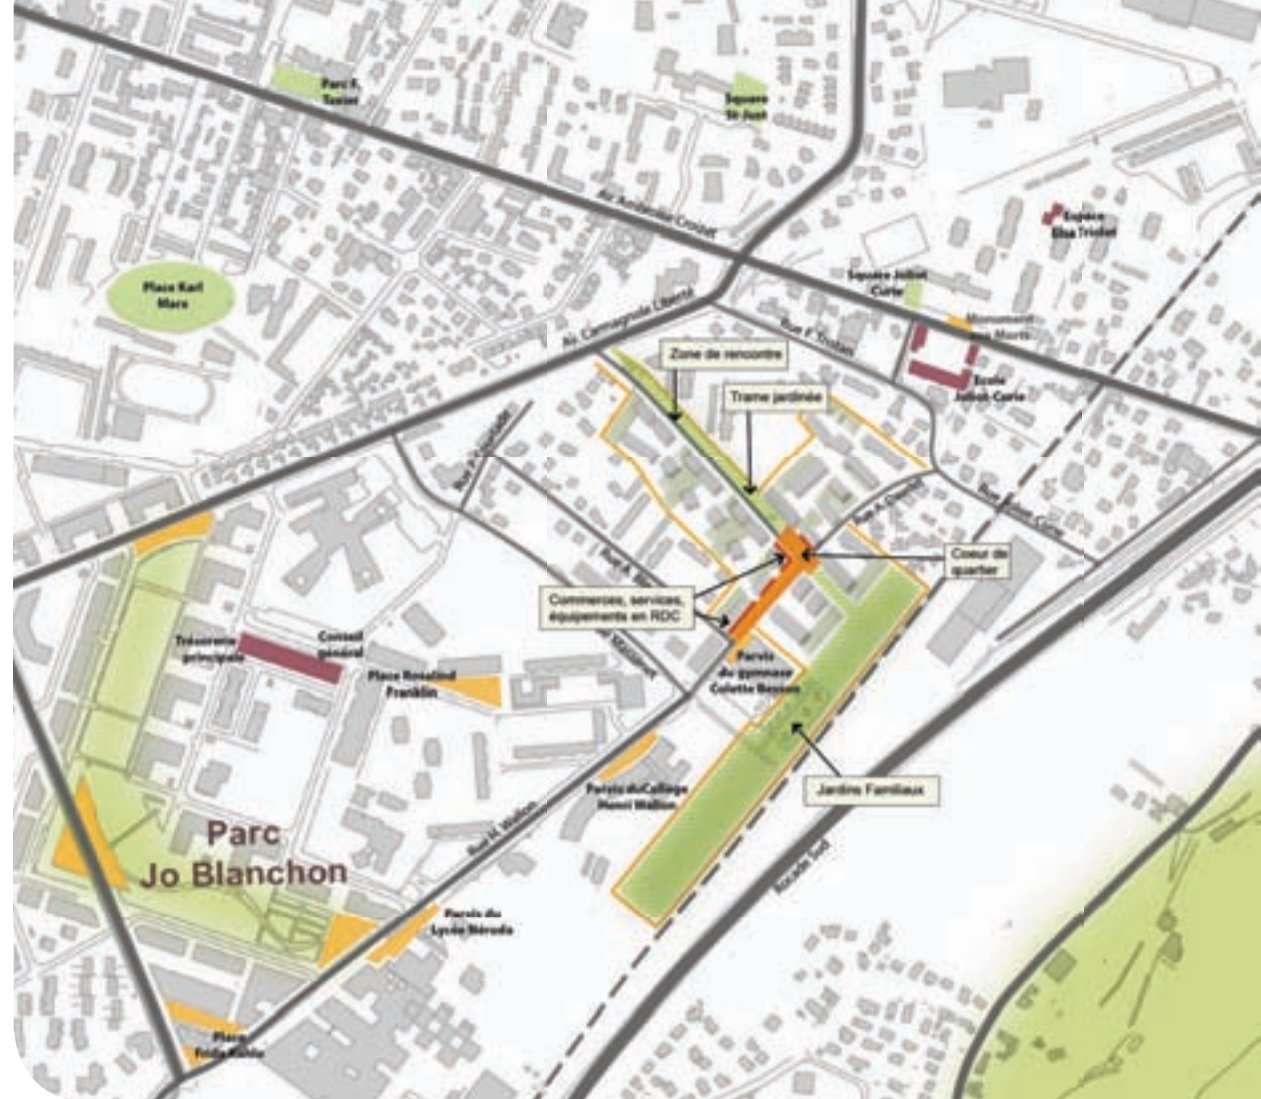 Parc F.
Square
St-Just
Av. Ambroise Croizat
Espace
Elsa Triolet
Place Karl
Marx
Square Joliot
Curie
Monument
aux Morts
Av. Carmagnole Liberté
Rue F. Tristan
Zone de rencontre
Ecole
Joliot-Curie
Trame jardinée
Rue Joliot-Curie
Coeur de
quartier
Rue A.
Commerces, services,
équipements en RDC
Trésorerie
principale
Conseil
général
Place Rosalind
Franklin
Parvis
du gymnase
Colette Besson
Parvis du Collège
Henri Wallon
Jardins Familiaux
Rue H. Wallon
Parc
Jo Blanchon
Rocade Sud
Parvis du
Lycée Néruda
Place
Frida Kahlo